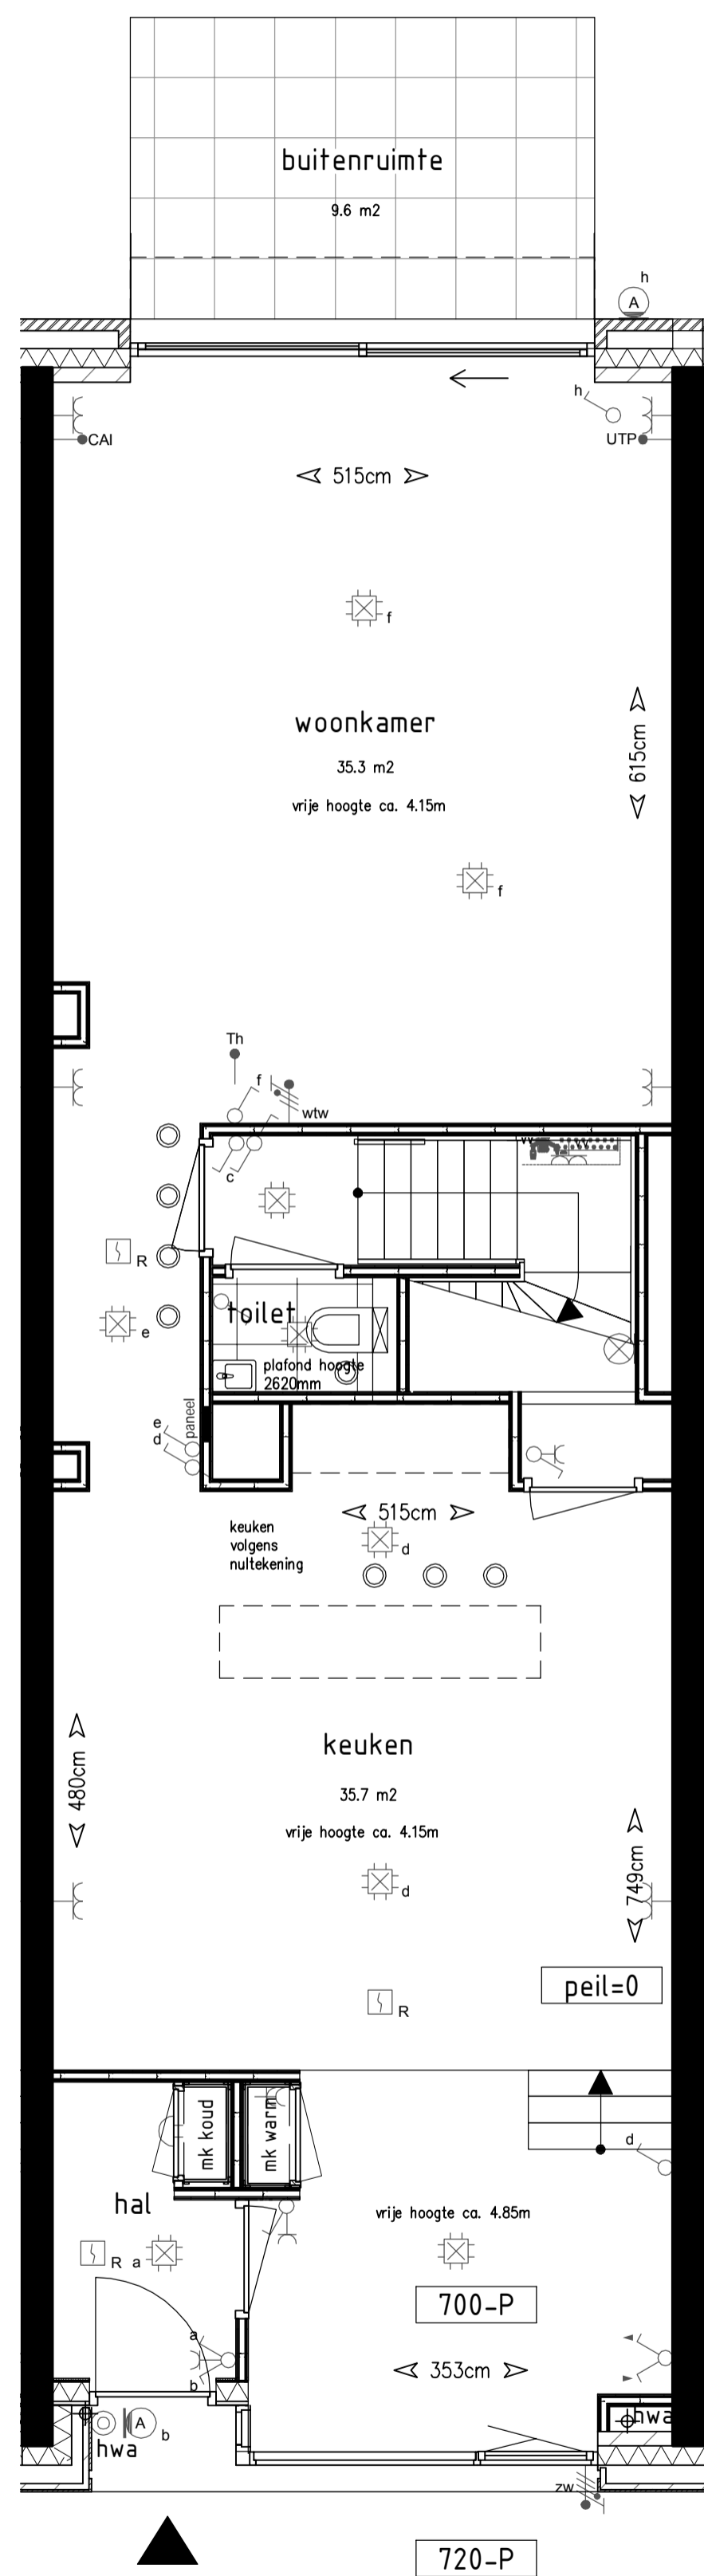 buitenruimte
9.6 m2
h
A
h
CAI
UTP
515cm
f
woonkamer
615cm
35.3 m2
vrije hoogte ca. 4.15m
f
Th
f
wtw
c
R
e
toilet
plafond hoogte
2620mm
paneel
e
d
515cm
keuken
volgens
nultekening
d
keuken
480cm
35.7 m2
vrije hoogte ca. 4.15m
749cm
d
peil=0
R
mk koud
mk warm
d
hal
vrije hoogte ca. 4.85m
R
a
700-P
a
353cm
b
A
b
hwa
hwa
zw
720-P